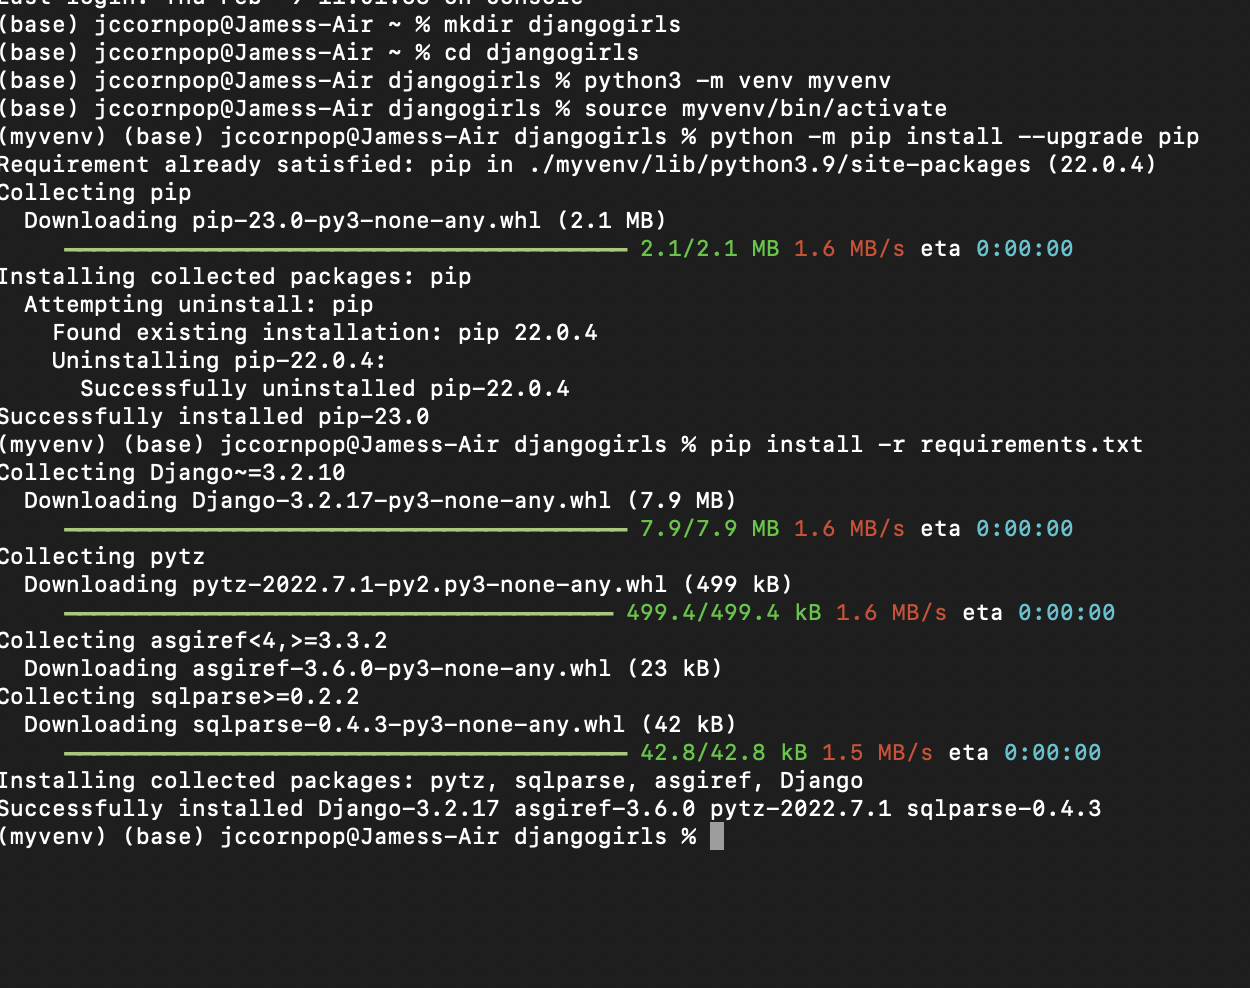 (base) jccornpop@Jamess-Air ~ % mkdir djangogirls
(base) jccornpop@Jamess-Air ~ % cd djangogirls
(base) jccornpop@Jamess-Air djangogirls % python3 -m venv myvenv
(base) jccornpop@Jamess-Air djangogirls % source myvenv/bin/activate
(myvenv) (base) jccornpop@Jamess-Air djangogirls % python -m pip install --upgrade pip
Requirement already satisfied: pip in ./myvenv/lib/python3.9/site-packages (22.0.4)
Collecting pip
Downloading pip-23.0-py3-none-any.whl (2.1 MB)
2.1/2.1 MB 1.6 MB/s eta 0:00:00
Installing collected packages: pip
Attempting uninstall: pip
Found existing installation: pip 22.0.4
Uninstalling pip-22.0.4:
Successfully uninstalled pip-22.0.4
Successfully installed pip-23.0
(myvenv) (base) jccornpop@Jamess-Air djangogirls % pip install -r requirements.txt
Collecting Django~=3.2.10
Downloading Django-3.2.17-py3-none-any.whl (7.9 MB)
7.9/7.9 MB 1.6 MB/s eta 0:00:00
Collecting pytz
Downloading pytz-2022.7.1-py2.py3-none-any.whl (499 kB)
499.4/499.4 kB 1.6 MB/s eta 0:00:00
Collecting asgiref<4,>=3.3.2
Downloading asgiref-3.6.0-py3-none-any.whl (23 kB)
Collecting sqlparse>=0.2.2
Downloading sqlparse-0.4.3-py3-none-any.whl (42 kB)
42.8/42.8 kB 1.5 MB/s eta 0:00:00
Installing collected packages: pytz, sqlparse, asgiref, Django
Successfully installed Django-3.2.17 asgiref-3.6.0 pytz-2022.7.1 sqlparse-0.4.3
(myvenv) (base) jccornpop@Jamess-Air djangogirls %